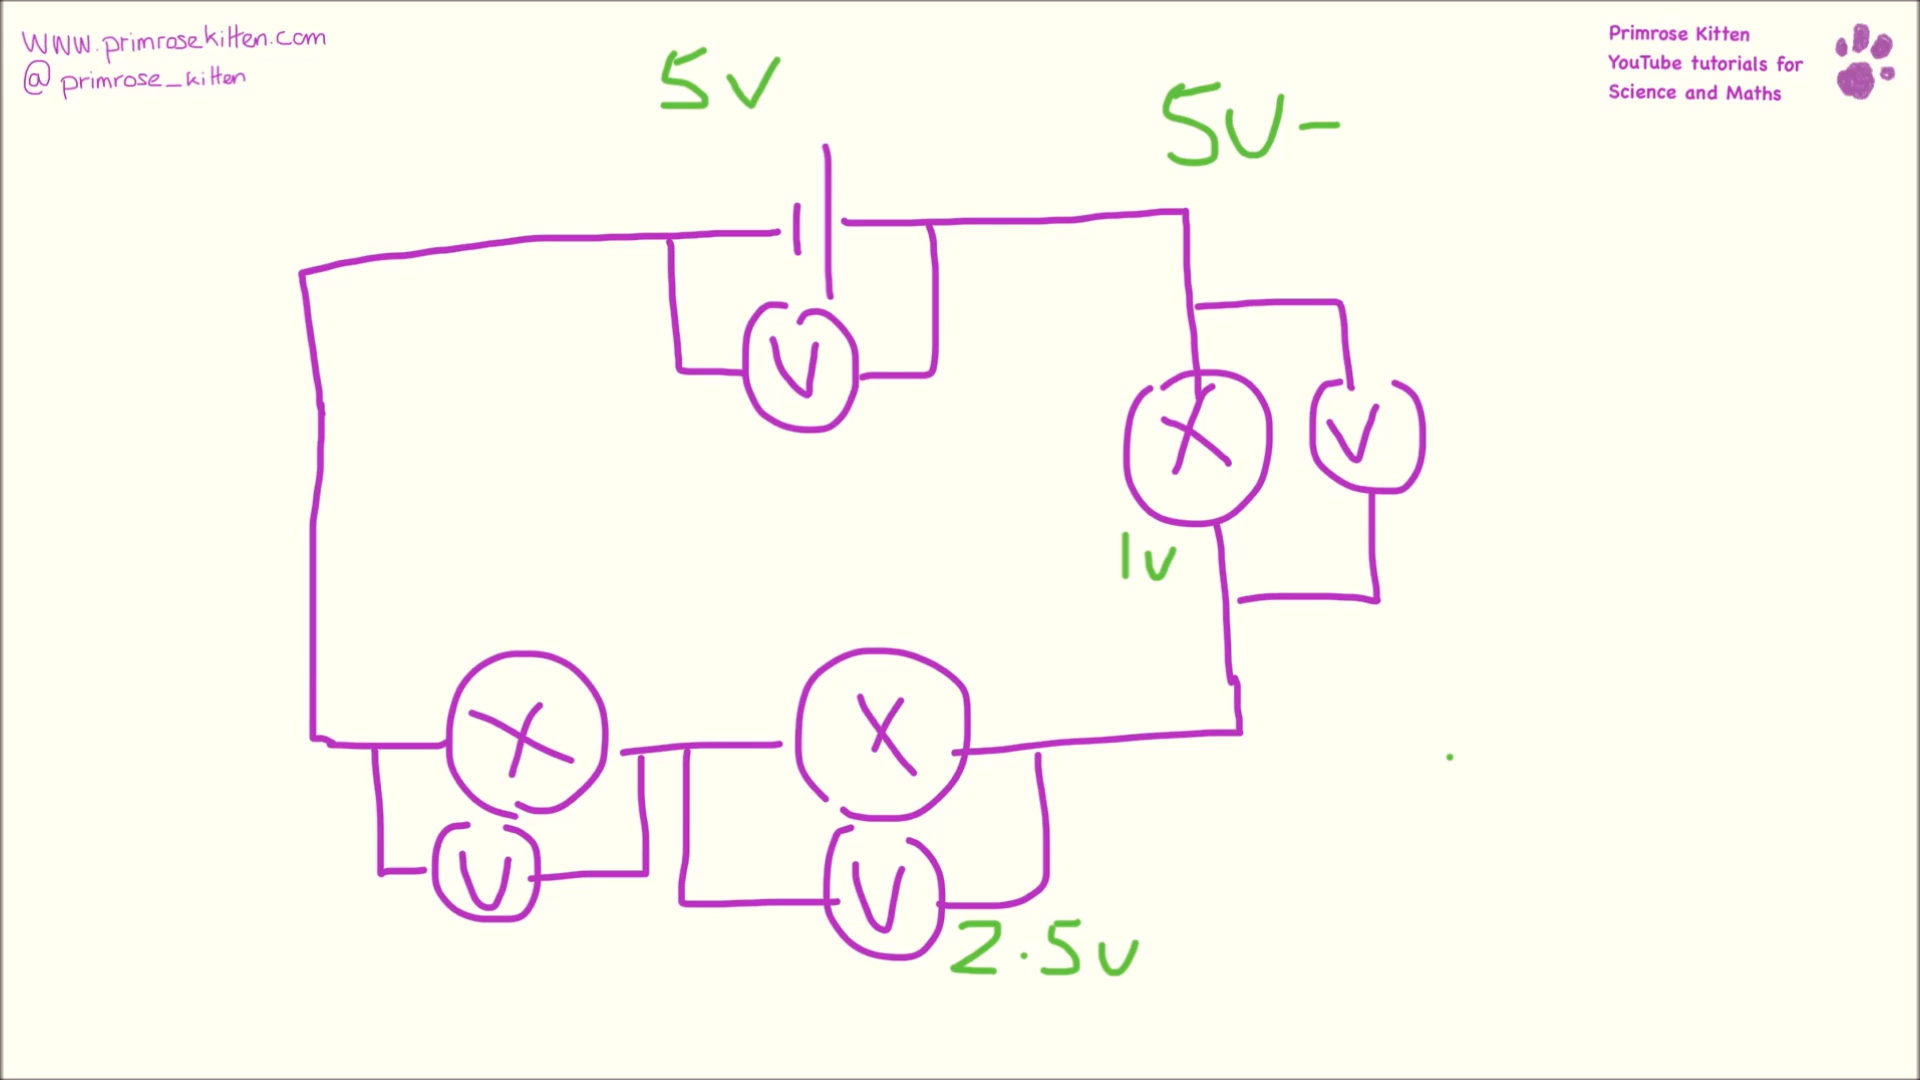 www.primrosekitten.com
@primrose_kitten
Primrose Kitten
YouTube tutorials for
Science and Maths
5V
5V-
V
V
1V
V
V
2.5V